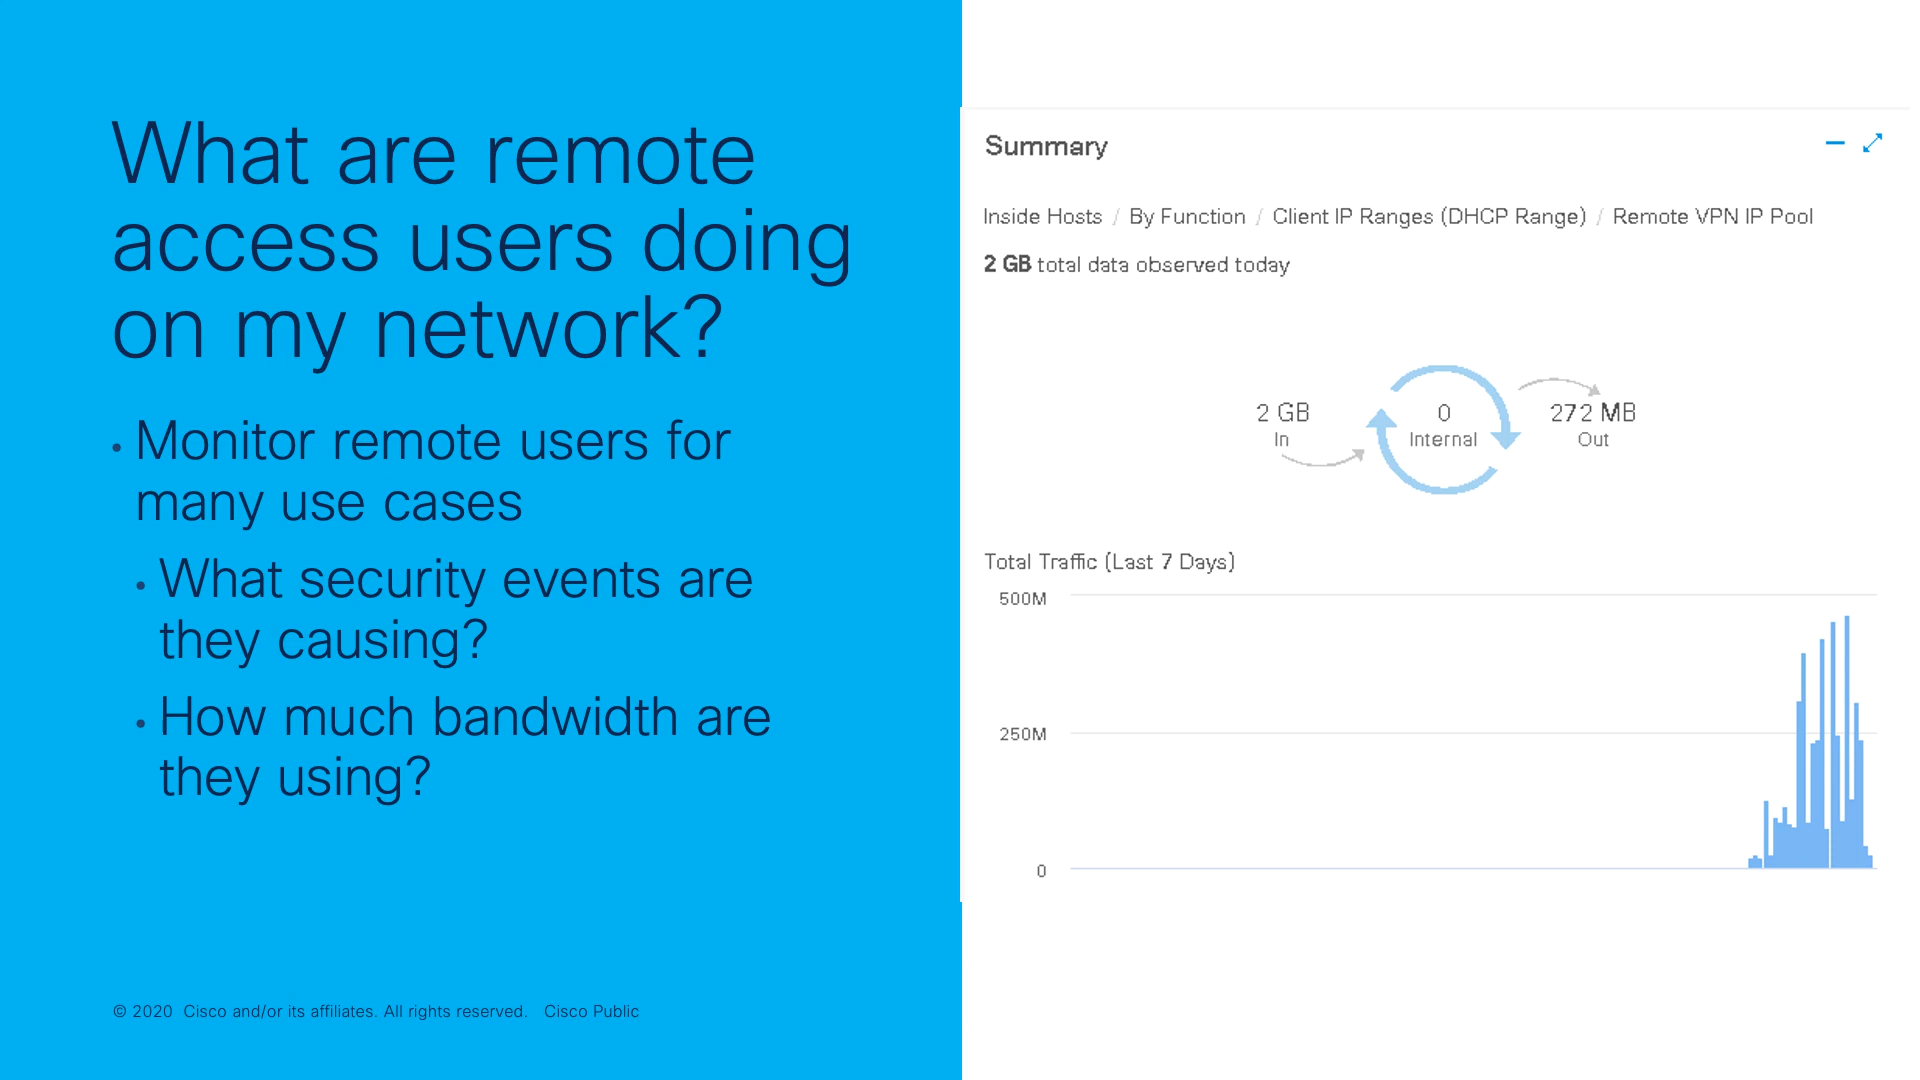 What are remote
access users doing
on my network?
• Monitor remote users for
many use cases
• What security events are
they causing?
• How much bandwidth are
they using?
© 2020 Cisco and/or its affiliates. All rights reserved. Cisco Public
Summary
Inside Hosts / By Function / Client IP Ranges (DHCP Range) / Remote VPN IP Pool
2 GB total data observed today
2 GB
In
0
Internal
272 MB
Out
Total Traffic (Last 7 Days)
500M
250M
0